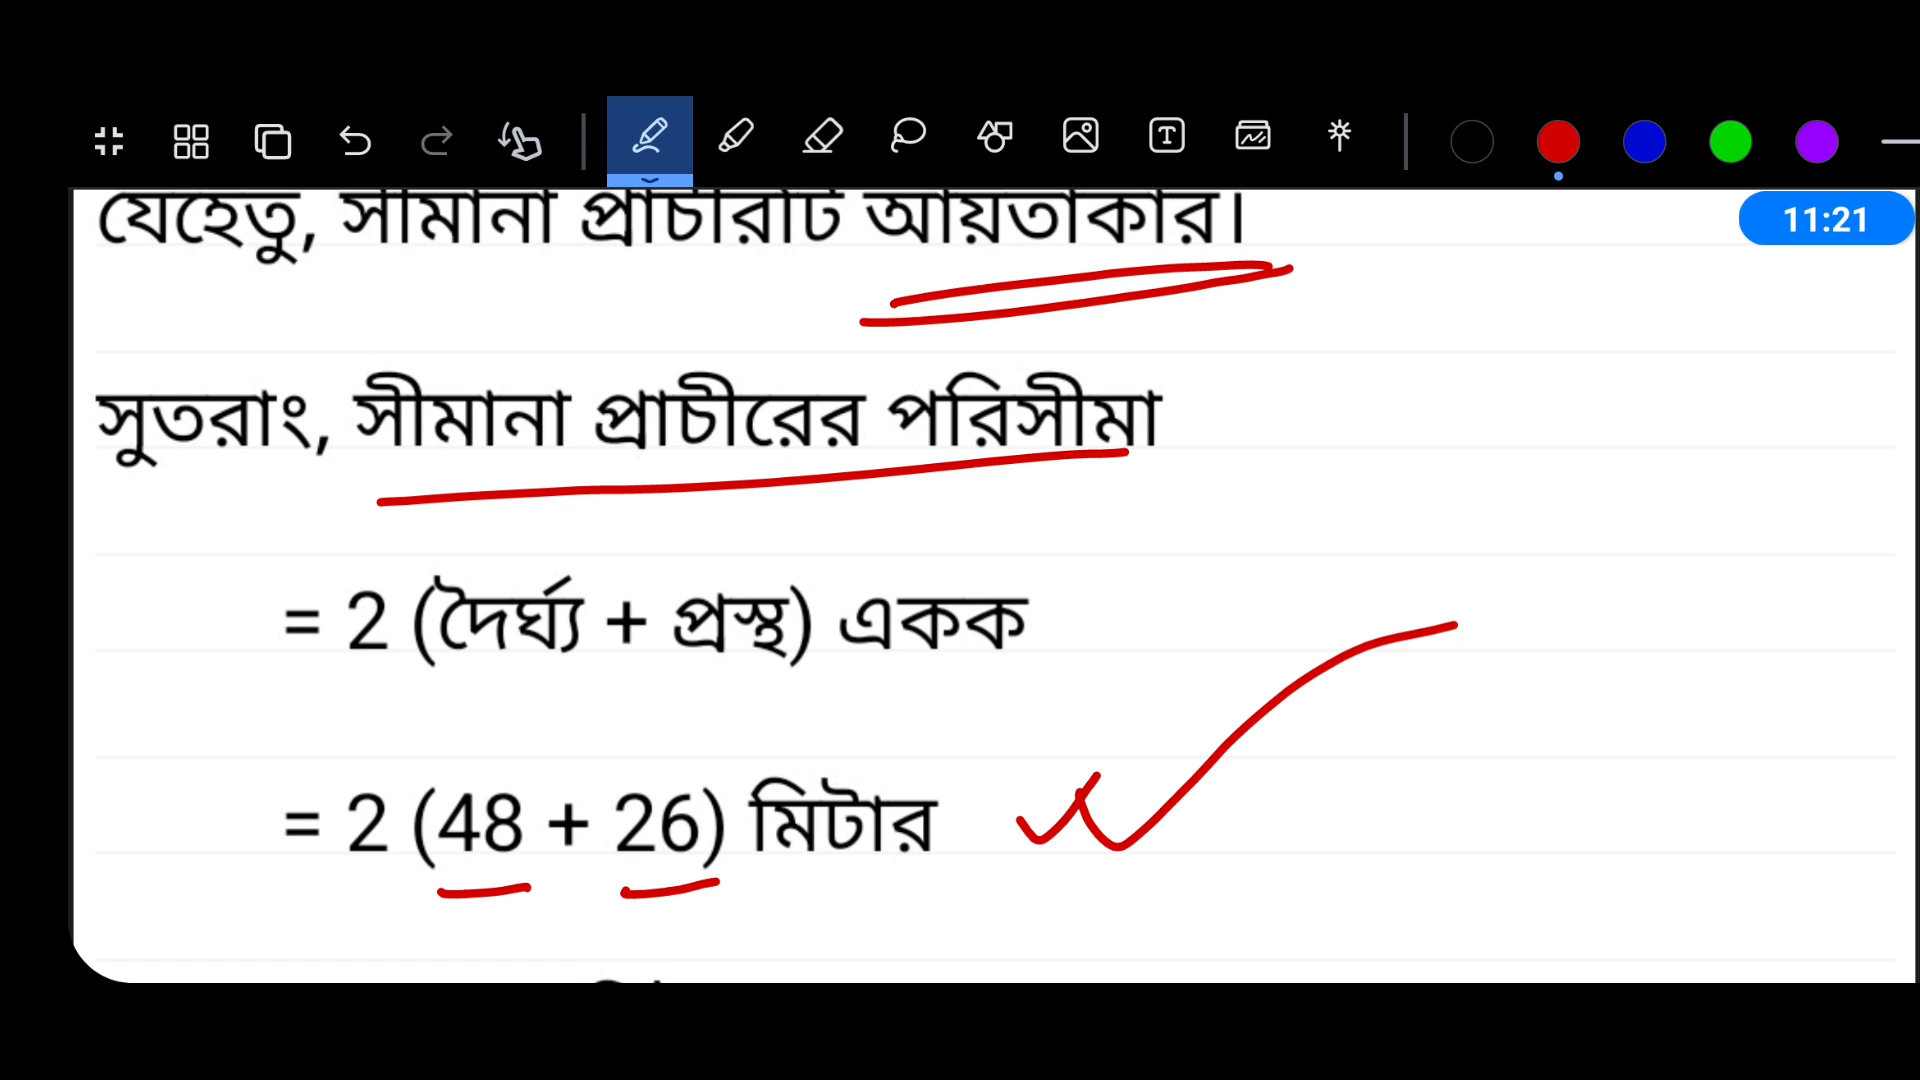 11:21
যেহেতু, সীমানা প্রাচীরটি আয়তাকার।
সুতরাং, সীমানা প্রাচীরের পরিসীমা
= 2 (দৈর্ঘ্য + প্রস্থ) একক
= 2 (48 + 26) মিটার